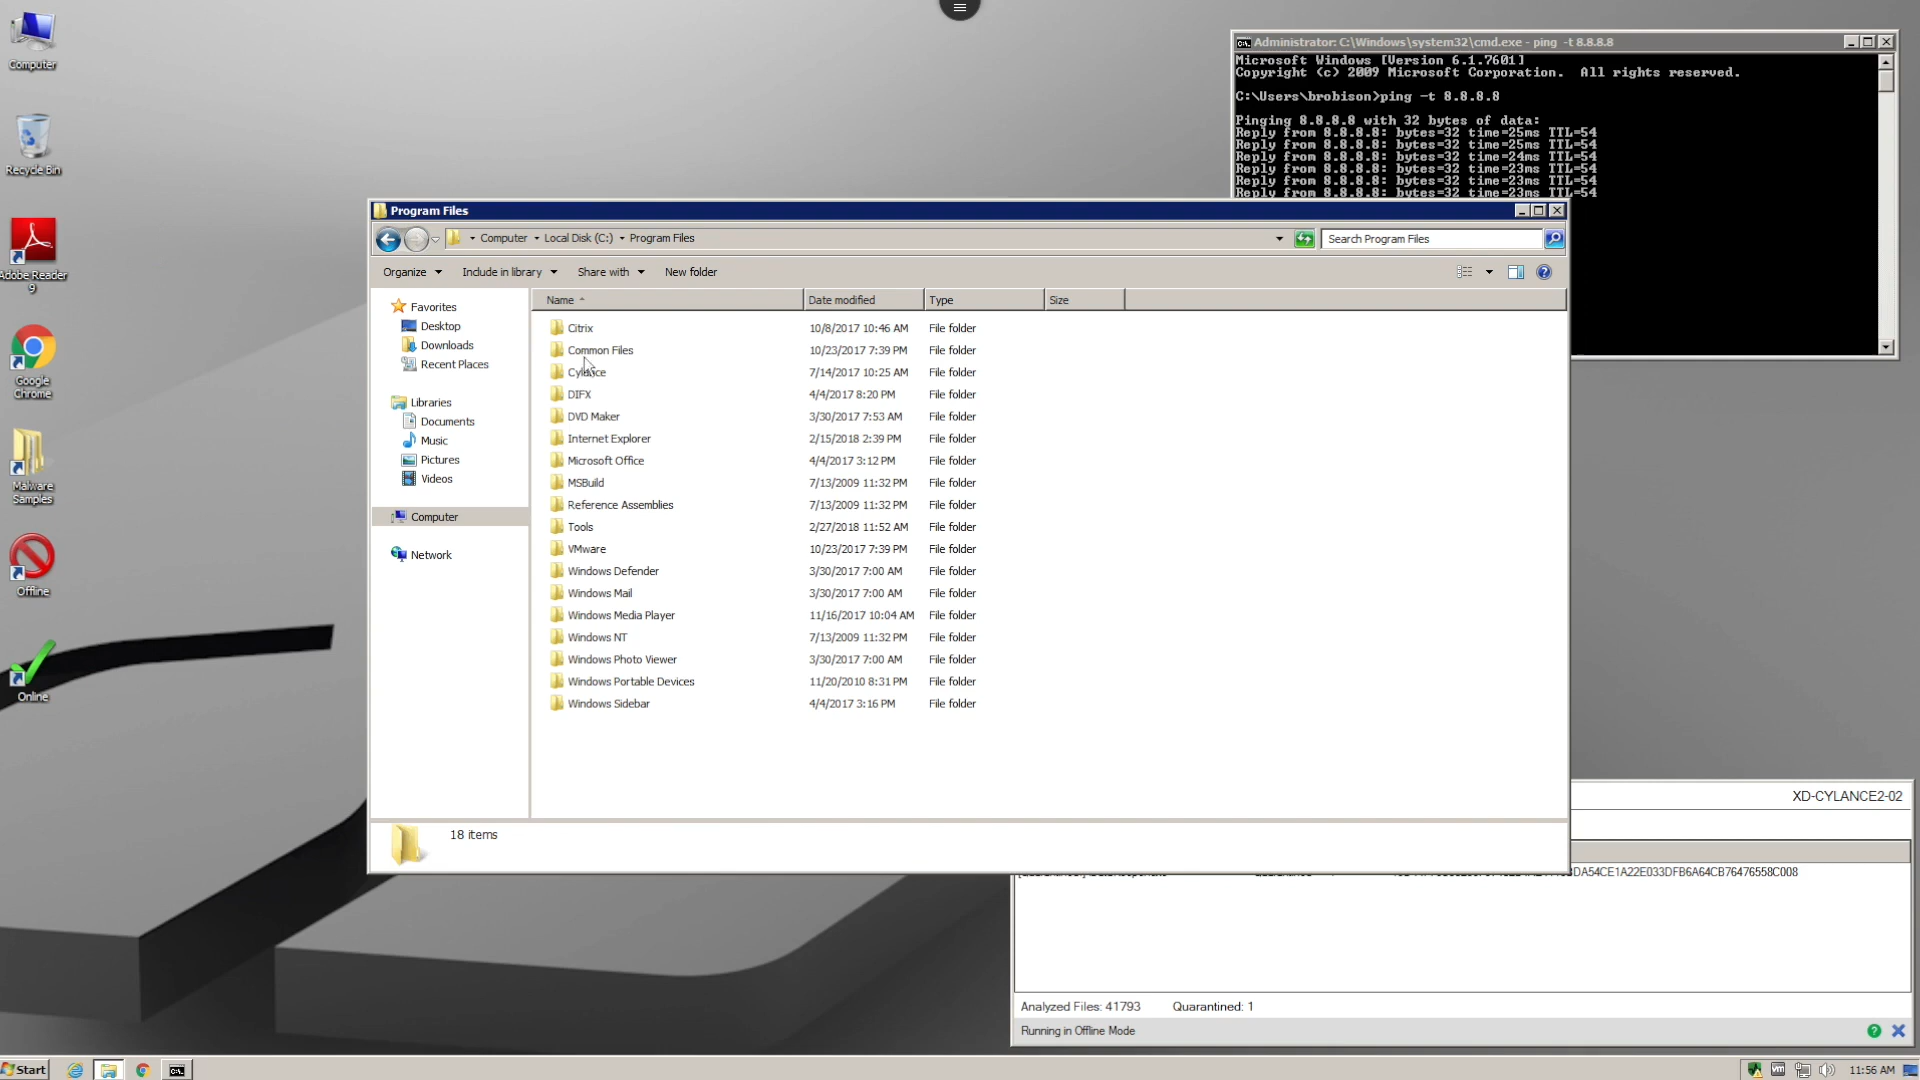 Computer
Recycle Bin
Adobe Reader
9
Google
Chrome
Malware
Samples
Offline
Online
Administrator: C:\Windows\system32\cmd.exe - ping -t 8.8.8.8
Microsoft Windows [Version 6.1.7601]
Copyright (c) 2009 Microsoft Corporation. All rights reserved.
C:\Users\brobison>ping -t 8.8.8.8
Pinging 8.8.8.8 with 32 bytes of data:
Reply from 8.8.8.8: bytes=32 time=25ms TTL=54
Reply from 8.8.8.8: bytes=32 time=25ms TTL=54
Reply from 8.8.8.8: bytes=32 time=24ms TTL=54
Reply from 8.8.8.8: bytes=32 time=23ms TTL=54
Reply from 8.8.8.8: bytes=32 time=23ms TTL=54
Reply from 8.8.8.8: bytes=32 time=23ms TTL=54
Program Files
Computer Local Disk (C:) Program Files
Search Program Files
Organize Include in library Share with New folder
Favorites
Desktop
Downloads
Recent Places
Libraries
Documents
Music
Pictures
Videos
Computer
Network
Name Date modified Type Size
Citrix 10/8/2017 10:46 AM File folder
Common Files 10/23/2017 7:39 PM File folder
Cylance 7/14/2017 10:25 AM File folder
DIFX 4/4/2017 8:20 PM File folder
DVD Maker 3/30/2017 7:53 AM File folder
Internet Explorer 2/15/2018 2:39 PM File folder
Microsoft Office 4/4/2017 3:12 PM File folder
MSBuild 7/13/2009 11:32 PM File folder
Reference Assemblies 7/13/2009 11:32 PM File folder
Tools 2/27/2018 11:52 AM File folder
VMware 10/23/2017 7:39 PM File folder
Windows Defender 3/30/2017 7:00 AM File folder
Windows Mail 3/30/2017 7:00 AM File folder
Windows Media Player 11/16/2017 10:04 AM File folder
Windows NT 7/13/2009 11:32 PM File folder
Windows Photo Viewer 3/30/2017 7:00 AM File folder
Windows Portable Devices 11/20/2010 8:31 PM File folder
Windows Sidebar 4/4/2017 3:16 PM File folder
18 items
XD-CYLANCE2-02
DA54CE1A22E033DFB6A64CB76476558C008
Analyzed Files: 41793 Quarantined: 1
Running in Offline Mode
Start
11:56 AM